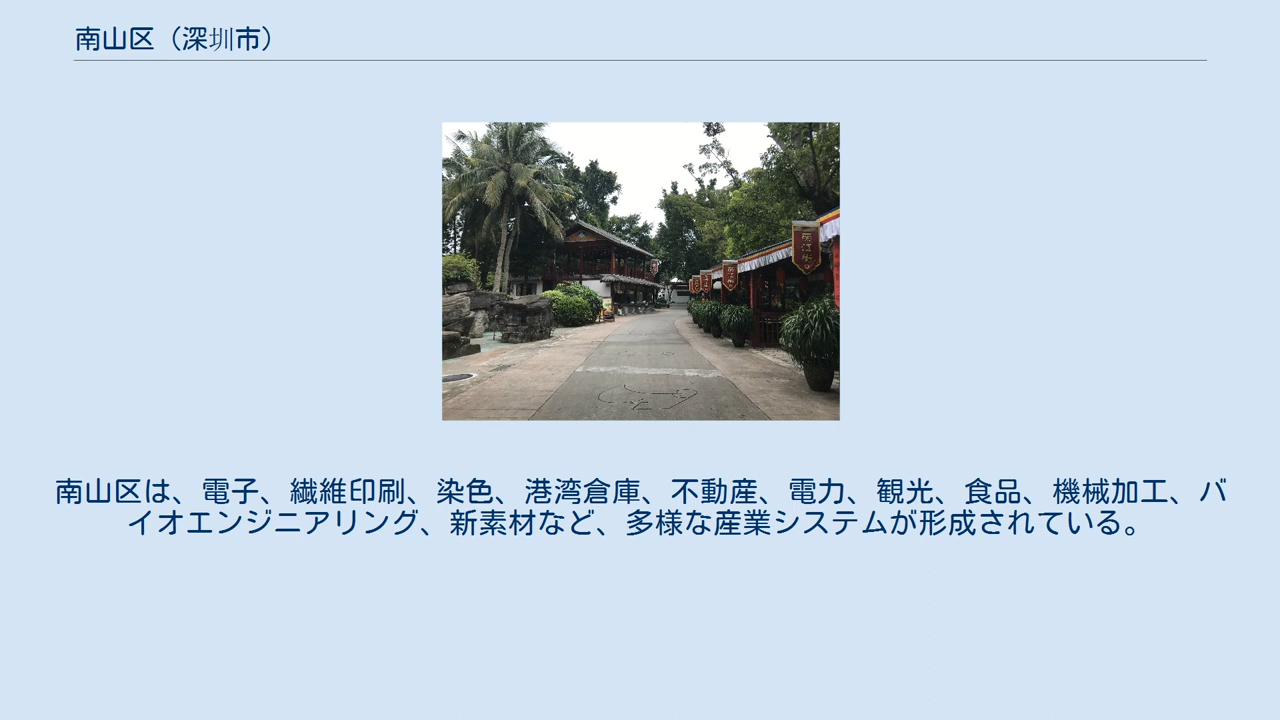 南山区（深圳市）
南山区は、電子、繊維印刷、染色、港湾倉庫、不動産、電力、観光、食品、機械加工、バ
イオエンジニアリング、新素材など、多様な産業システムが形成されている。